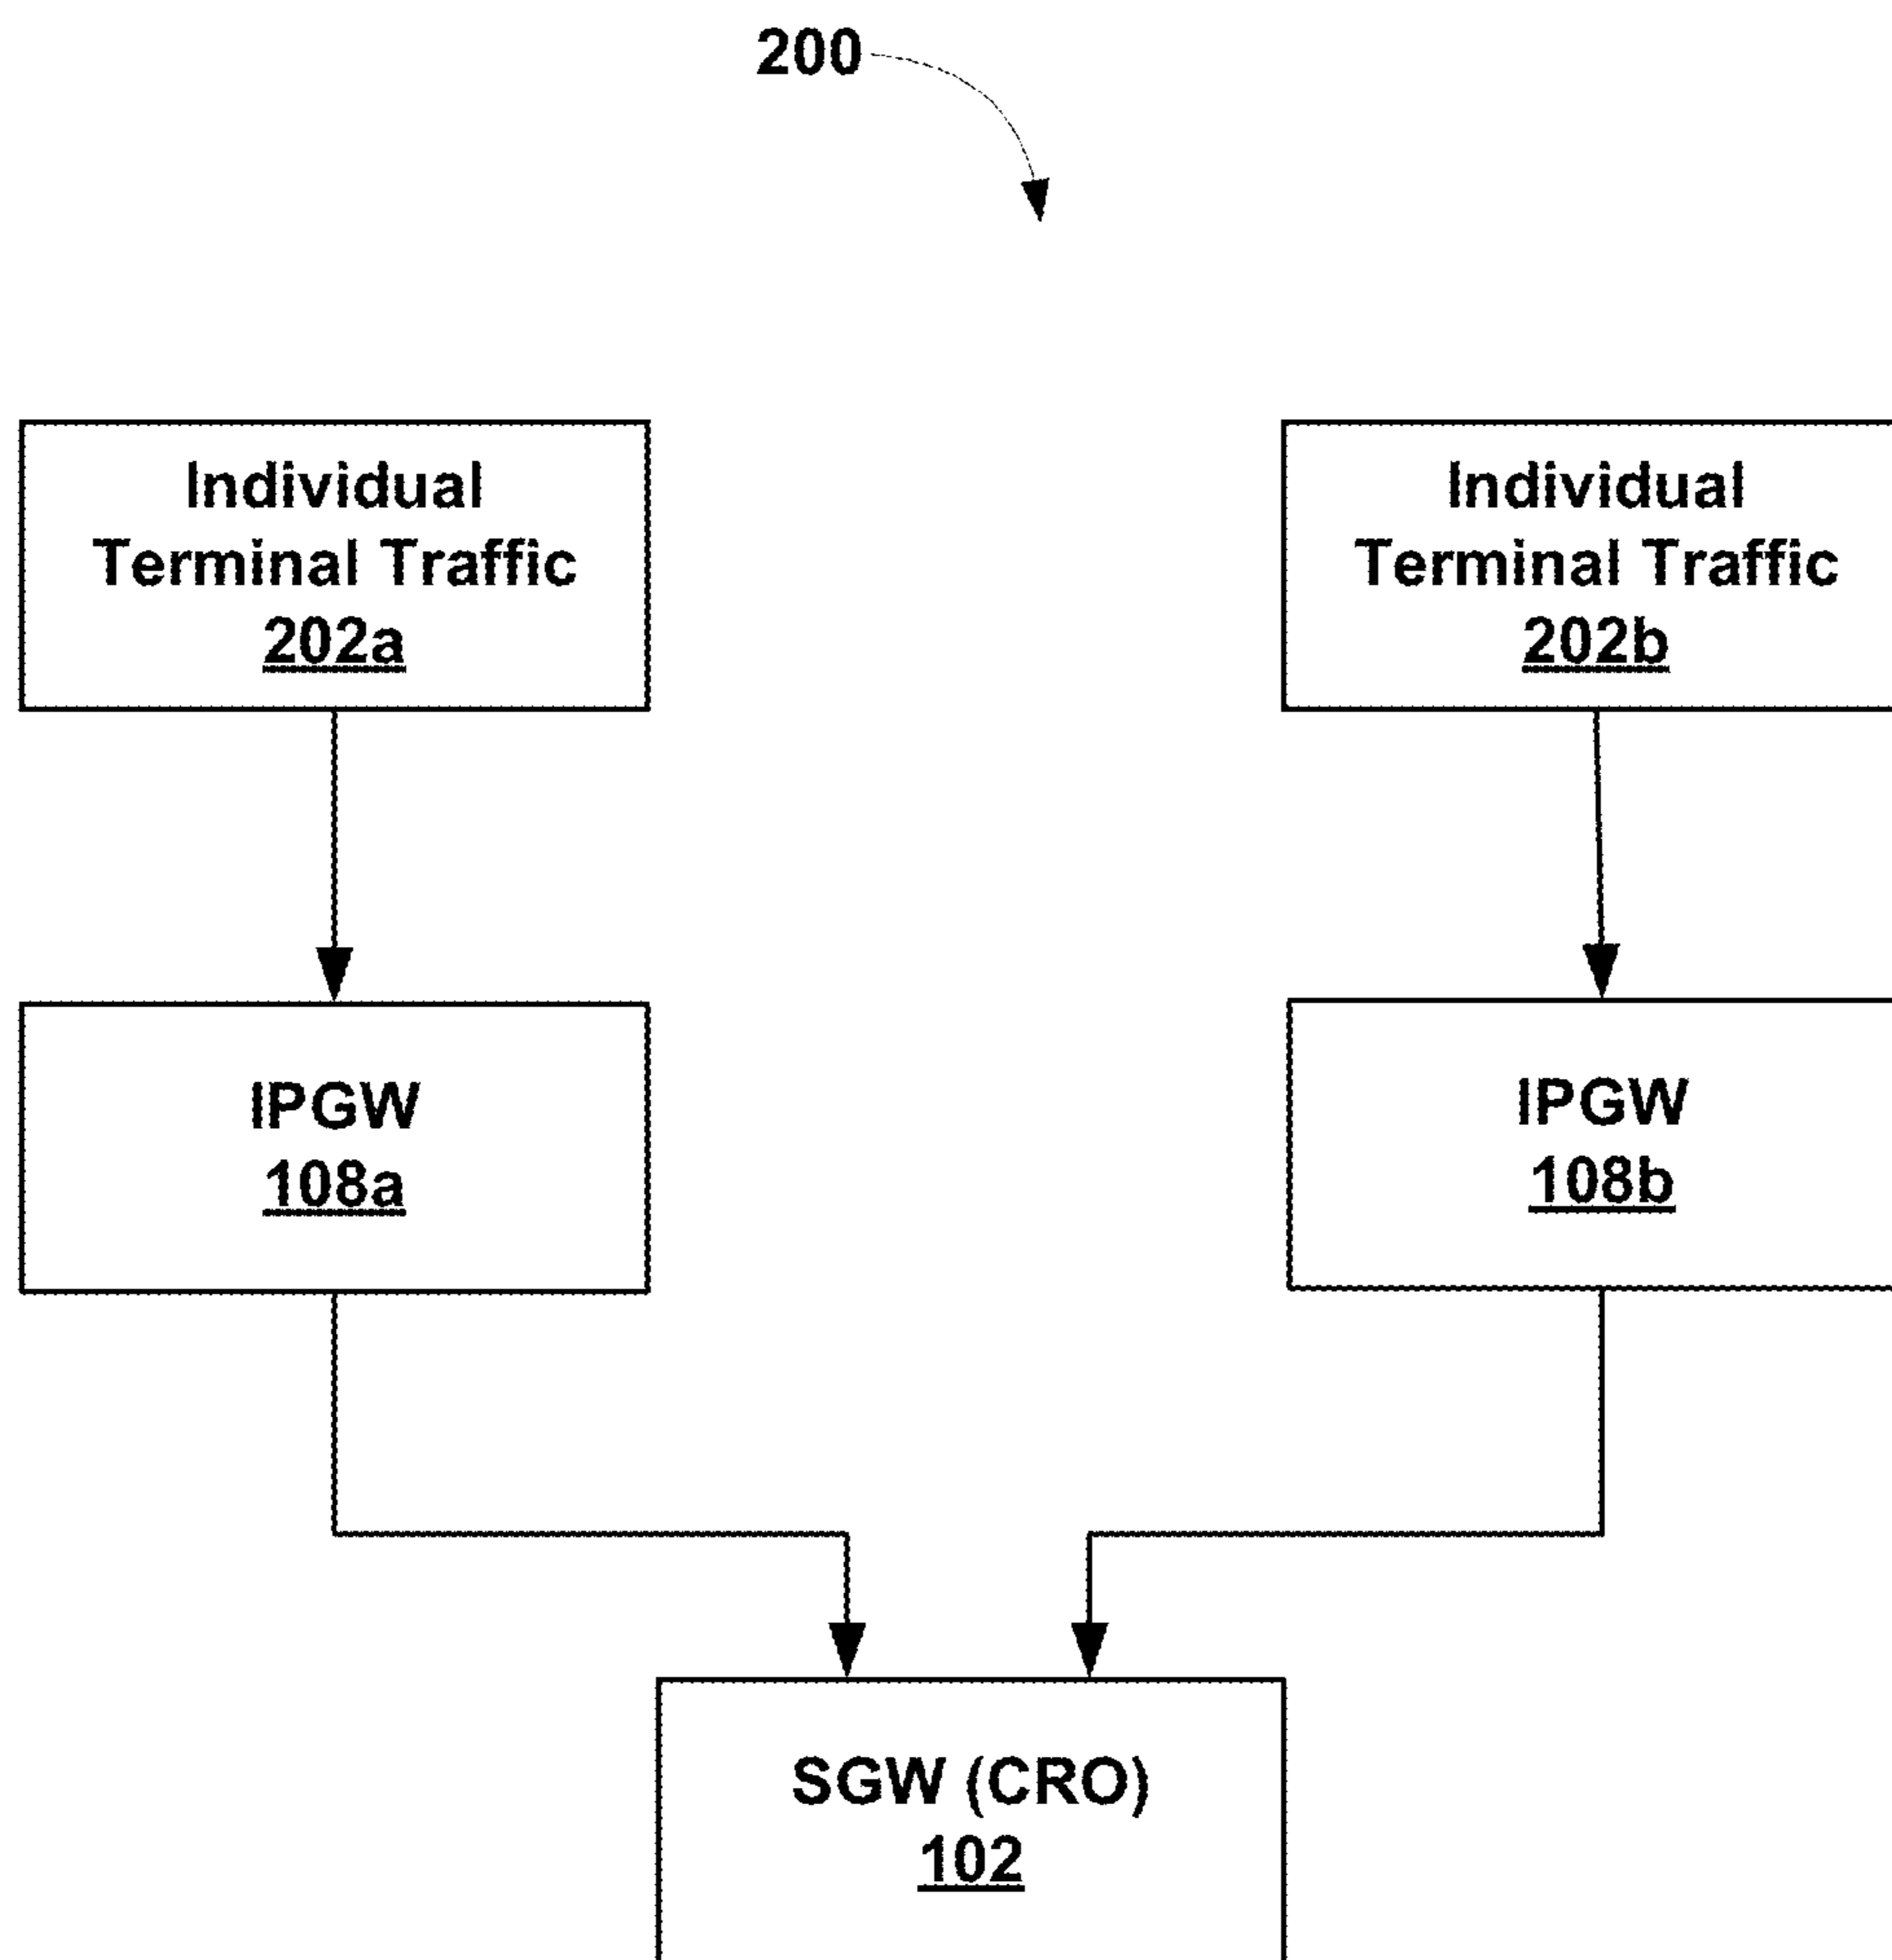 200
Individual
Terminal Traffic
202a
Individual
Terminal Traffic
202b
IPGW
108a
IPGW
108b
SGW (CRO)
102